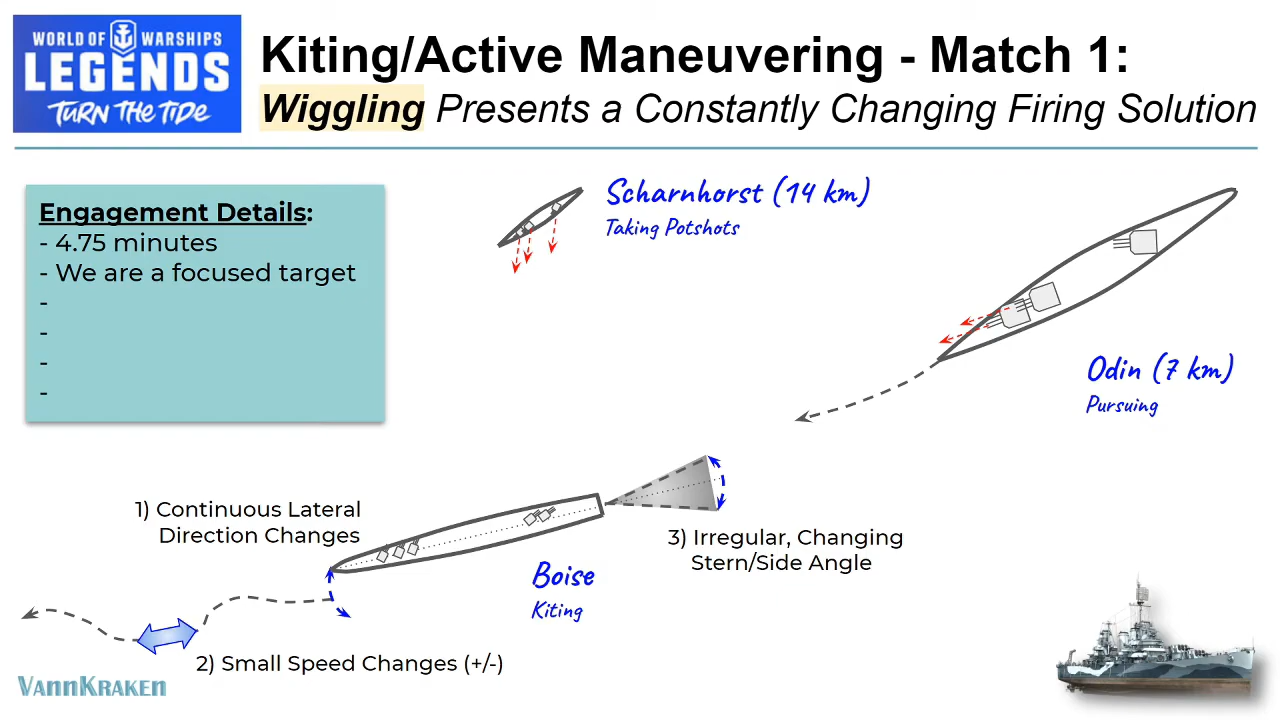 WORLD OF WARSHIPS
LEGENDS
TURN THE TIDE
Kiting/Active Maneuvering - Match 1:
Wiggling Presents a Constantly Changing Firing Solution
Engagement Details:
- 4.75 minutes
- We are a focused target
-
-
-
-
Scharnhorst (14 km)
Taking Potshots
Odin (7 km)
Pursuing
1) Continuous Lateral
Direction Changes
3) Irregular, Changing
Stern/Side Angle
Boise
Kiting
2) Small Speed Changes (+/-)
VANNKRAKEN